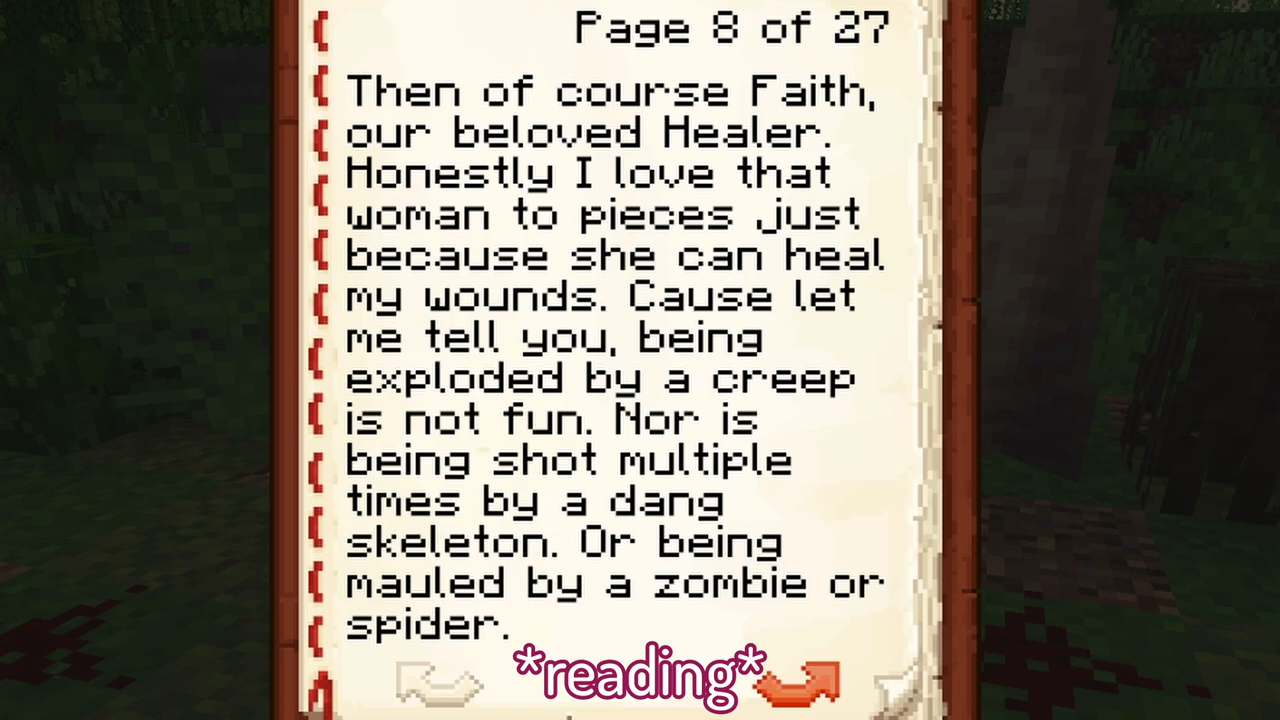 Page 8 of 27
Then of course Faith,
our beloved Healer.
Honestly I love that
woman to pieces just
because she can heal
my wounds. Cause let
me tell you, being
exploded by a creep
is not fun. Nor is
being shot multiple
times by a dang
skeleton. Or being
mauled by a zombie or
spider.
*reading*